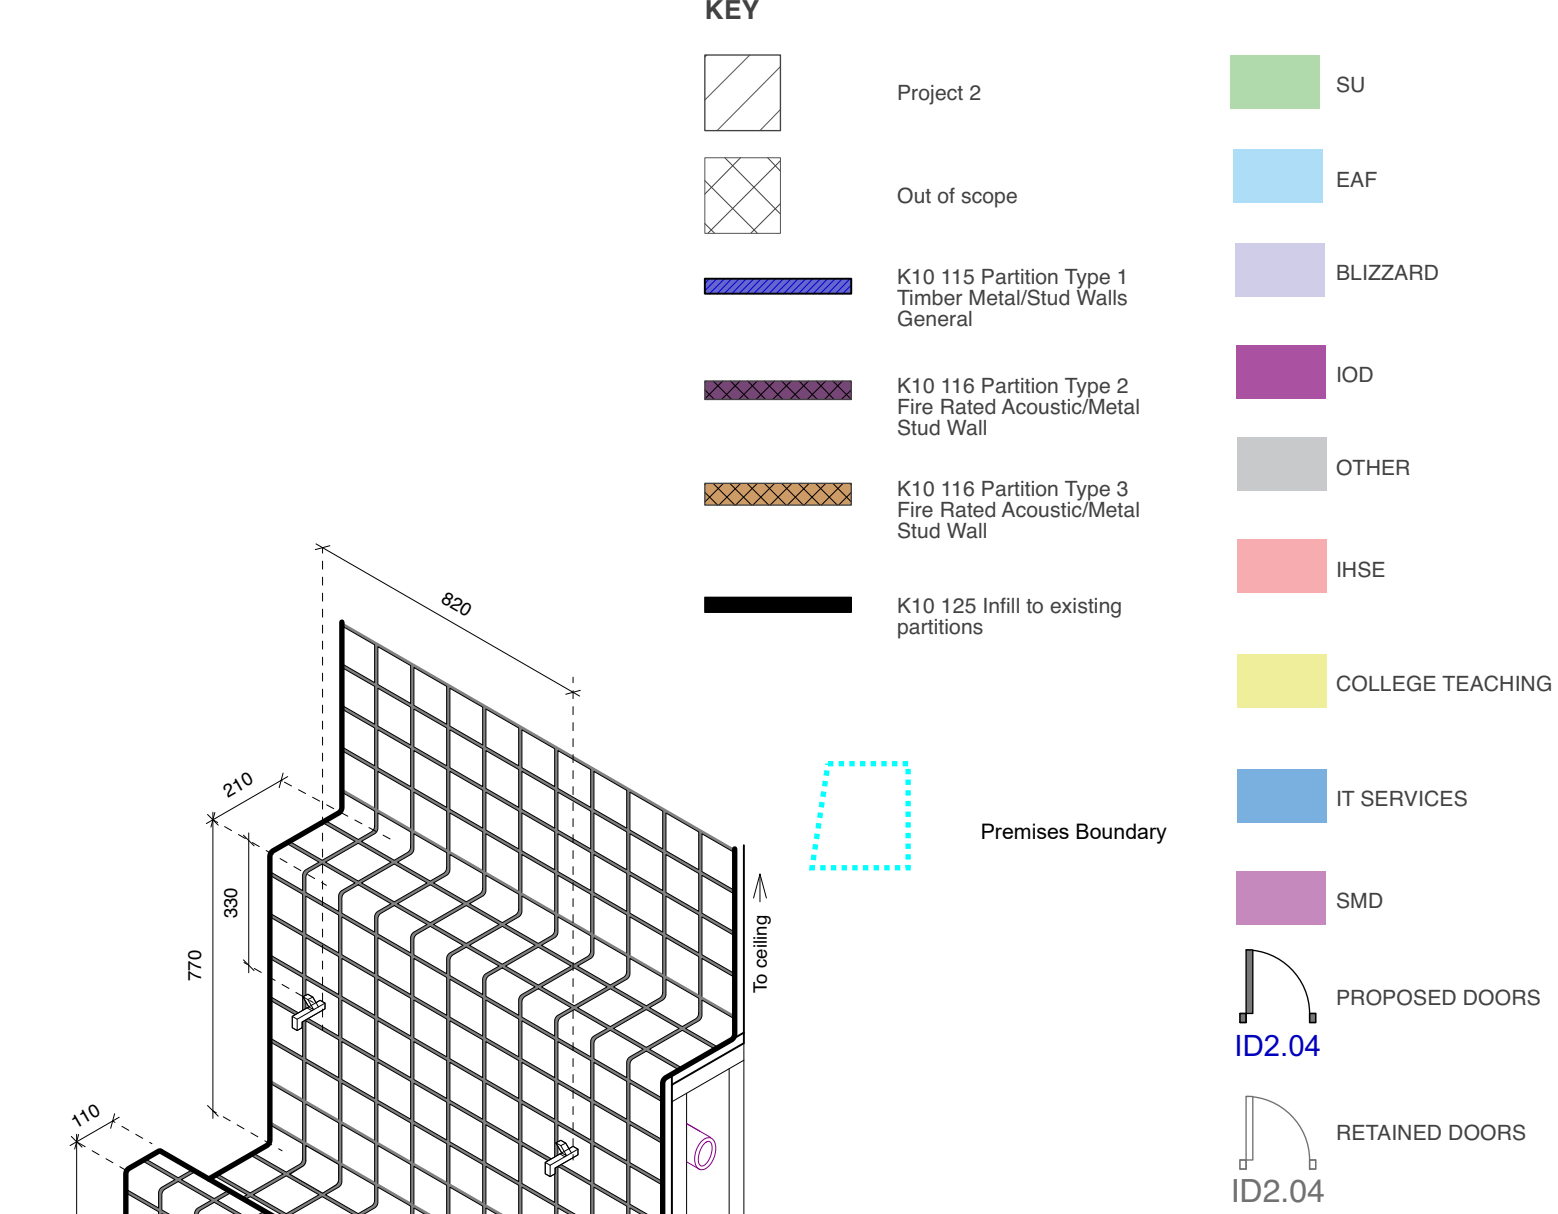 KEY
Project 2
Out of scope
K10 115 Partition Type 1
Timber Metal/Stud Walls
General
K10 116 Partition Type 2
Fire Rated Acoustic/Metal
Stud Wall
K10 116 Partition Type 3
Fire Rated Acoustic/Metal
Stud Wall
K10 125 Infill to existing
partitions
Premises Boundary
SU
EAF
BLIZZARD
IOD
OTHER
IHSE
COLLEGE TEACHING
IT SERVICES
SMD
PROPOSED DOORS
ID2.04
RETAINED DOORS
ID2.04
820
210
330
770
110
To ceiling